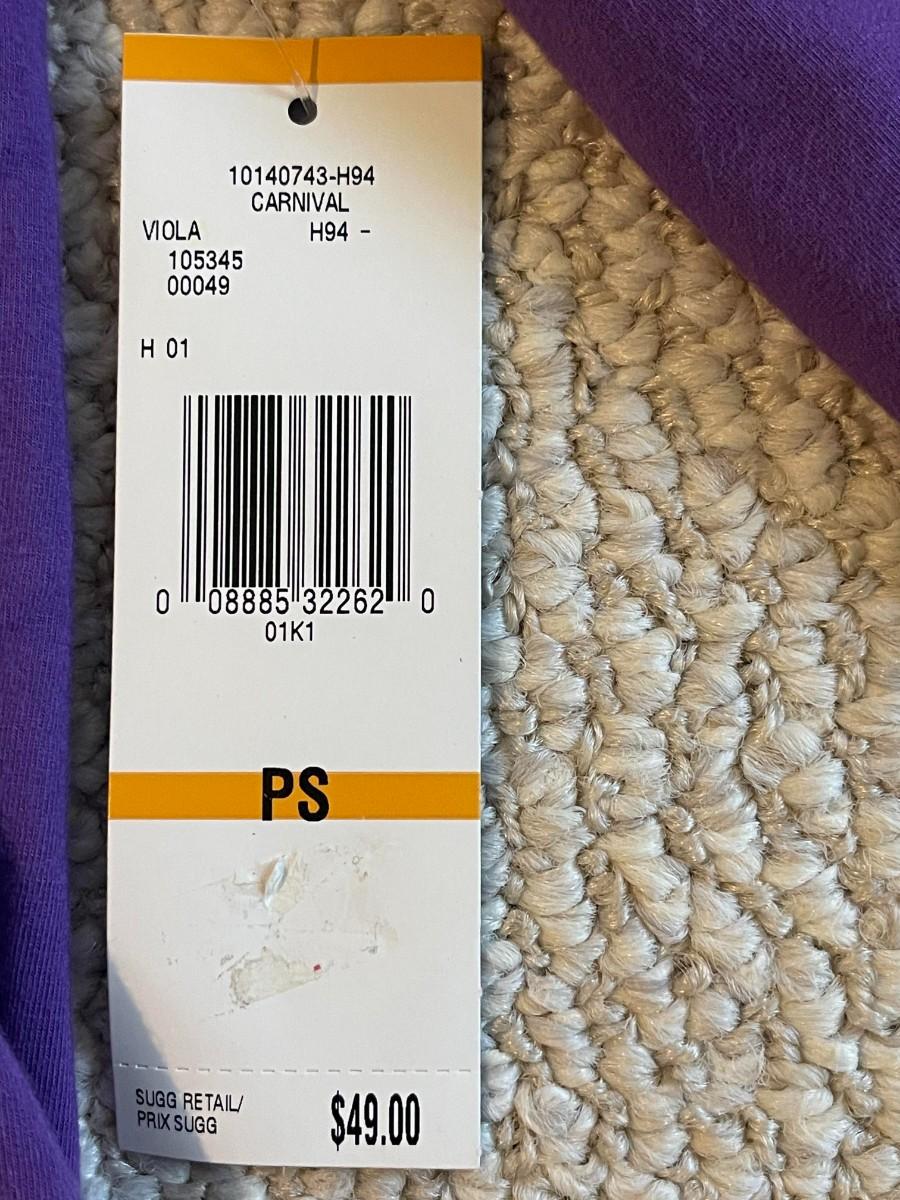 10140743-H94
CARNIVAL
VIOLA H94 -
105345
00049
H 01
0 08885 32262 0
01K1
PS
SUGG RETAIL/
PRIX SUGG
$49.00